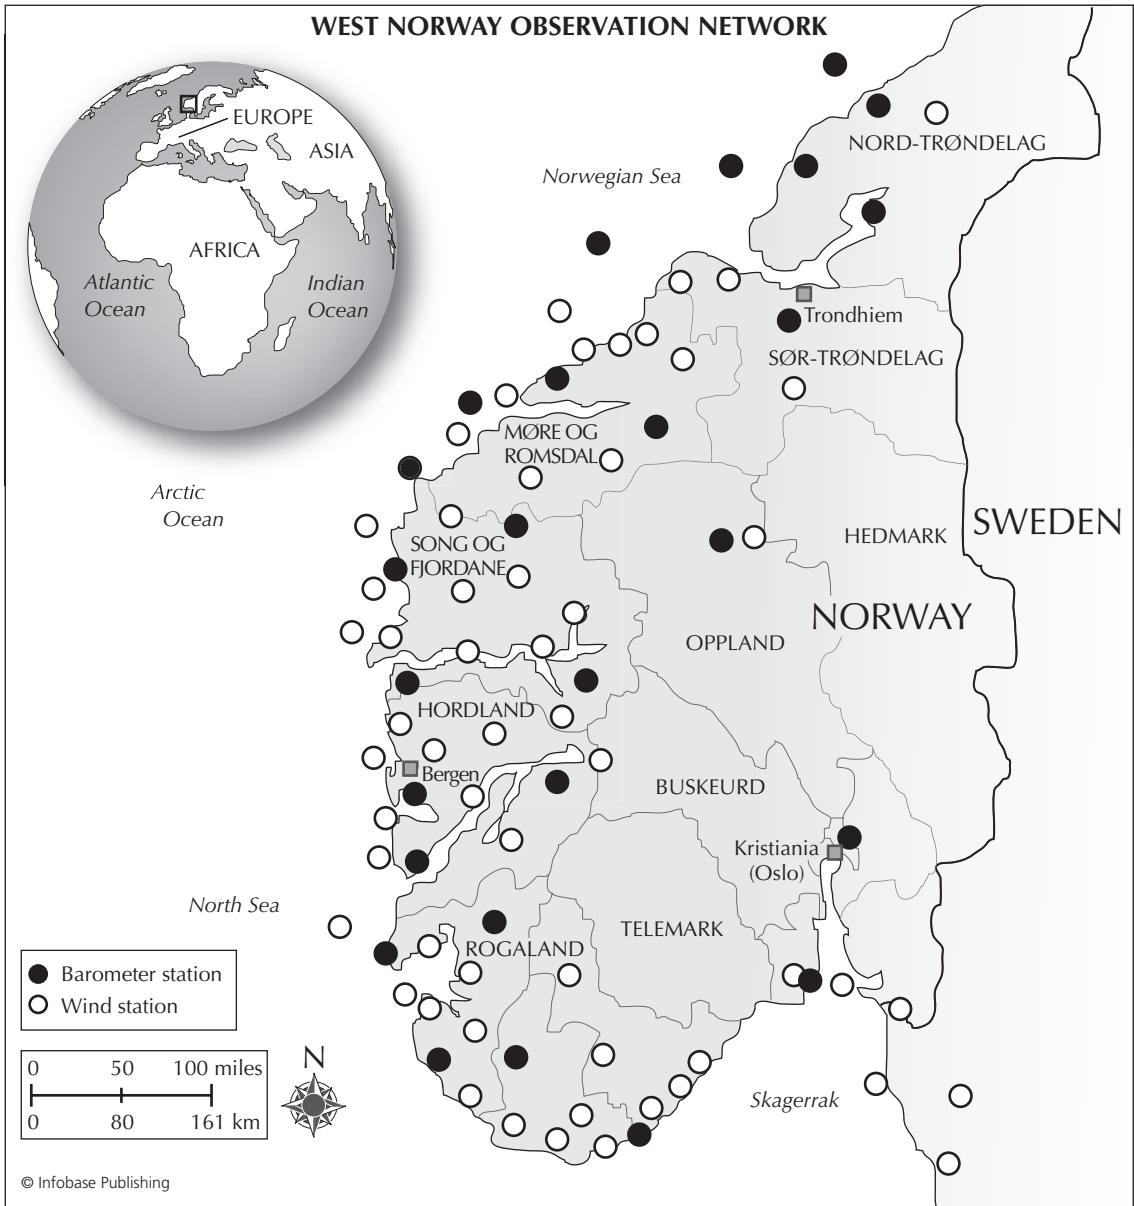 WEST NORWAY OBSERVATION NETWORK
EUROPE
ASIA
AFRICA
Atlantic
Ocean
Indian
Ocean
Norwegian Sea
NORD-TRØNDELAG
Trondhiem
SØR-TRØNDELAG
MØRE OG
ROMSDAL
Arctic
Ocean
SONG OG
FJORDANE
HEDMARK
SWEDEN
NORWAY
OPPLAND
HORDLAND
Bergen
BUSKEURD
Kristiania
(Oslo)
North Sea
TELEMARK
ROGALAND
Barometer station
Wind station
0 50 100 miles
0 80 161 km
N
Skagerrak
© Infobase Publishing